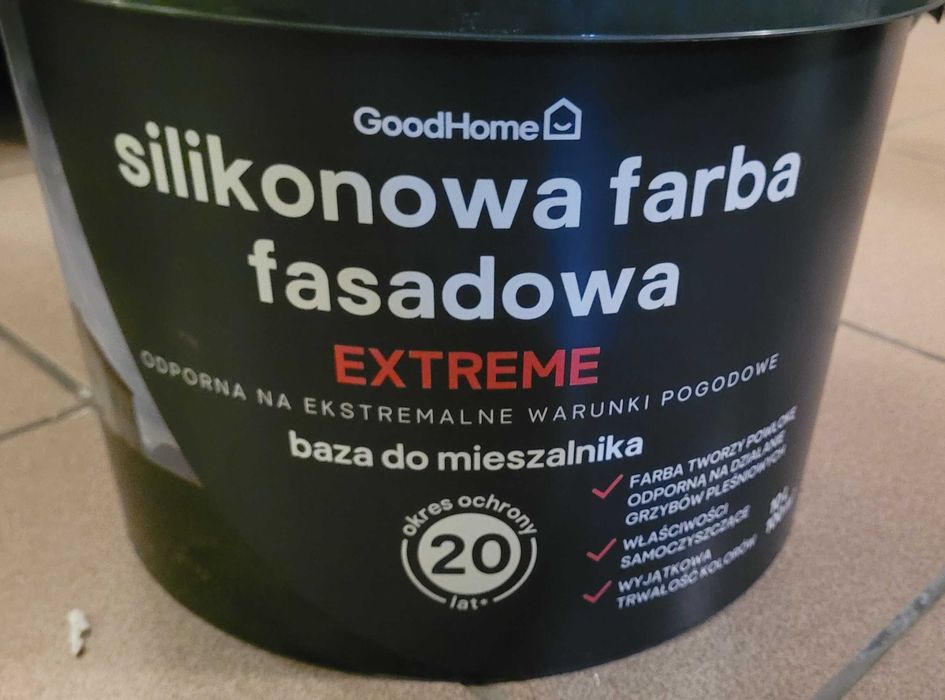 GoodHome
silikonowa farba
fasadowa
EXTREME
ODPORNA NA EKSTREMALNE WARUNKI POGODOWE
baza do mieszalnika
okres ochrony
20
lat+
FARBA TWORZY POWŁOKĘ
ODPORNĄ NA DZIAŁANIE
GRZYBÓW PLEŚNIOWYCH
WŁAŚCIWOŚCI
SAMOCZYSZCZĄCE
WYJĄTKOWA
TRWAŁOŚĆ KOLORÓW